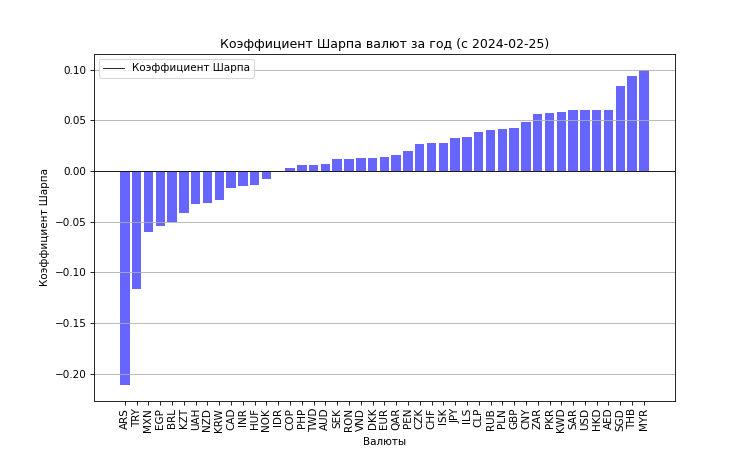 Коэффициент Шарпа валют за год (с 2024-02-25)
Коэффициент Шарпа
0.10
0.05
0.00
−0.05
−0.10
−0.15
−0.20
Коэффициент Шарпа
ARS TRY MXN EGP BRL KZT UAH NZD KRW CAD INR HUF NOK IDR COP PHP TWD AUD SEK RON VND DKK EUR QAR PEN CZK CHF ISK JPY ILS CLP RUB PLN GBP CNY ZAR PKR KWD SAR USD HKD AED SGD THB MYR
Валюты